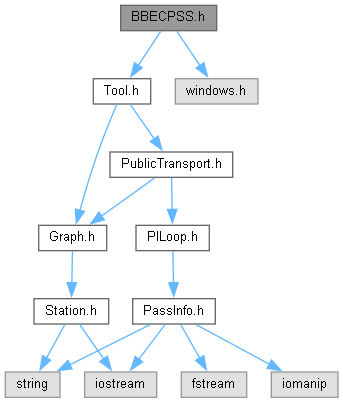 BBECPSS.h
Tool.h
windows.h
PublicTransport.h
Graph.h
PILoop.h
Station.h
PassInfo.h
string
iostream
fstream
iomanip